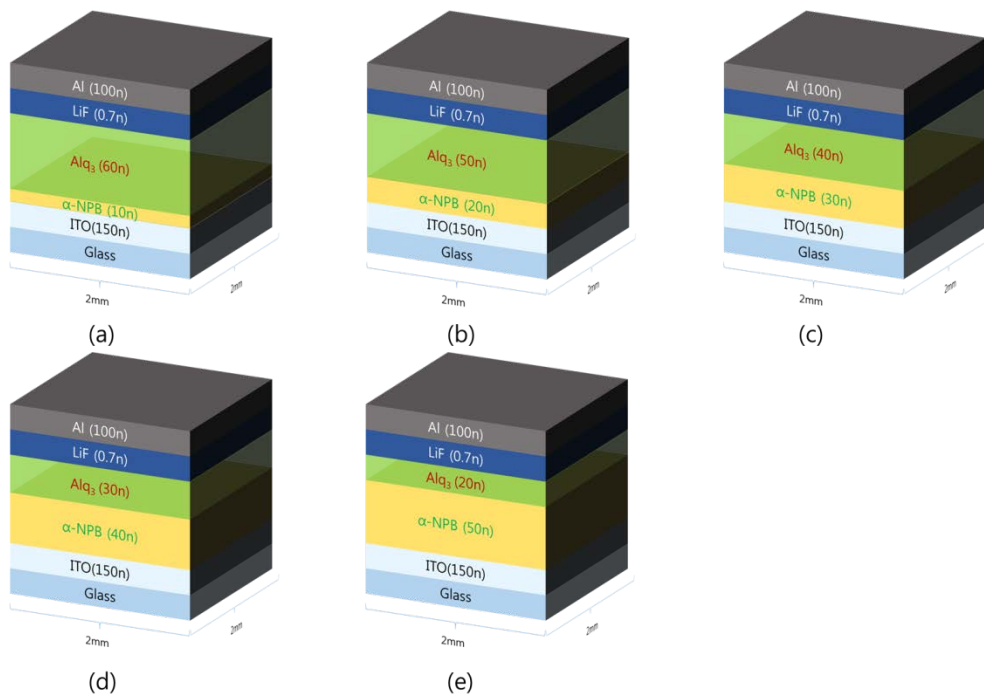 Al (100n)
LiF (0.7n)
Alq₃ (60n)
α-NPB (10n)
ITO(150n)
Glass
2mm
2mm
(a)
Al (100n)
LiF (0.7n)
Alq₃ (50n)
α-NPB (20n)
ITO(150n)
Glass
2mm
2mm
(b)
Al (100n)
LiF (0.7n)
Alq₃ (40n)
α-NPB (30n)
ITO(150n)
Glass
2mm
2mm
(c)
Al (100n)
LiF (0.7n)
Alq₃ (30n)
α-NPB (40n)
ITO(150n)
Glass
2mm
2mm
(d)
Al (100n)
LiF (0.7n)
Alq₃ (20n)
α-NPB (50n)
ITO(150n)
Glass
2mm
2mm
(e)